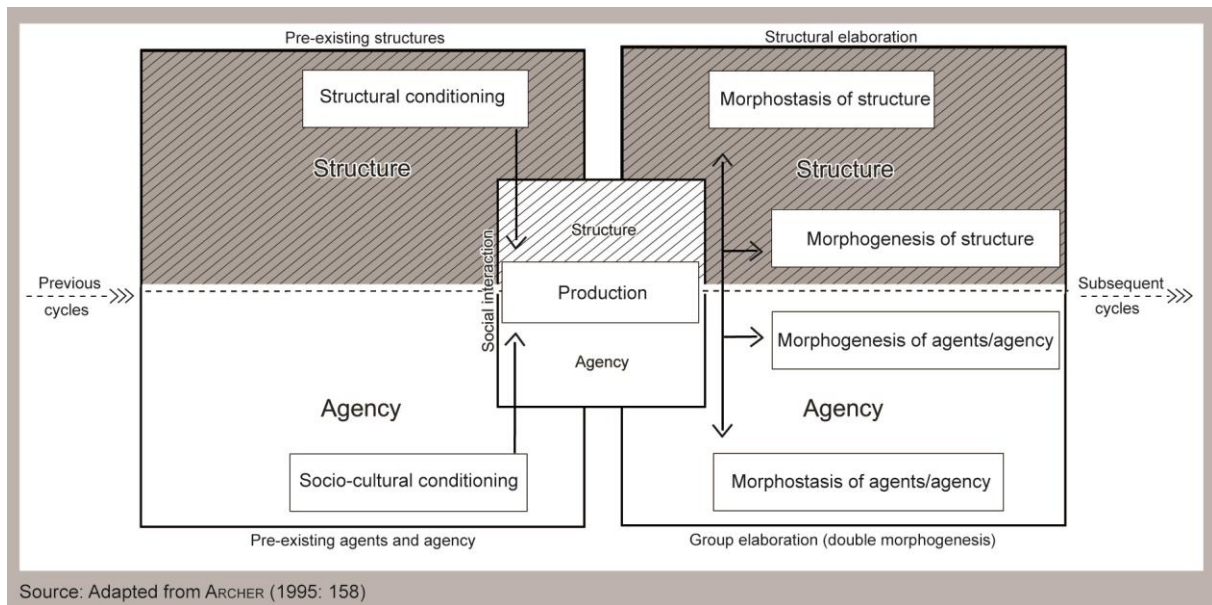 Pre-existing structures
Structural elaboration
Structural conditioning
Morphostasis of structure
Structure
Structure
Structure
Morphogenesis of structure
Social interaction
Previous
cycles
Production
Subsequent
cycles
Morphogenesis of agents/agency
Agency
Agency
Agency
Socio-cultural conditioning
Morphostasis of agents/agency
Pre-existing agents and agency
Group elaboration (double morphogenesis)
Source: Adapted from ARCHER (1995: 158)